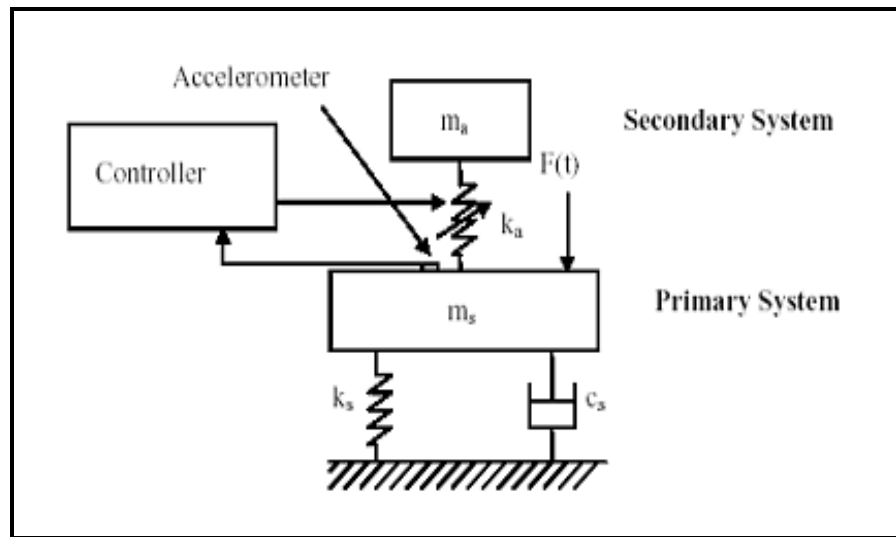 Accelerometer
mₐ
Secondary System
Controller
F(t)
kₐ
mₛ
Primary System
kₛ
cₛ